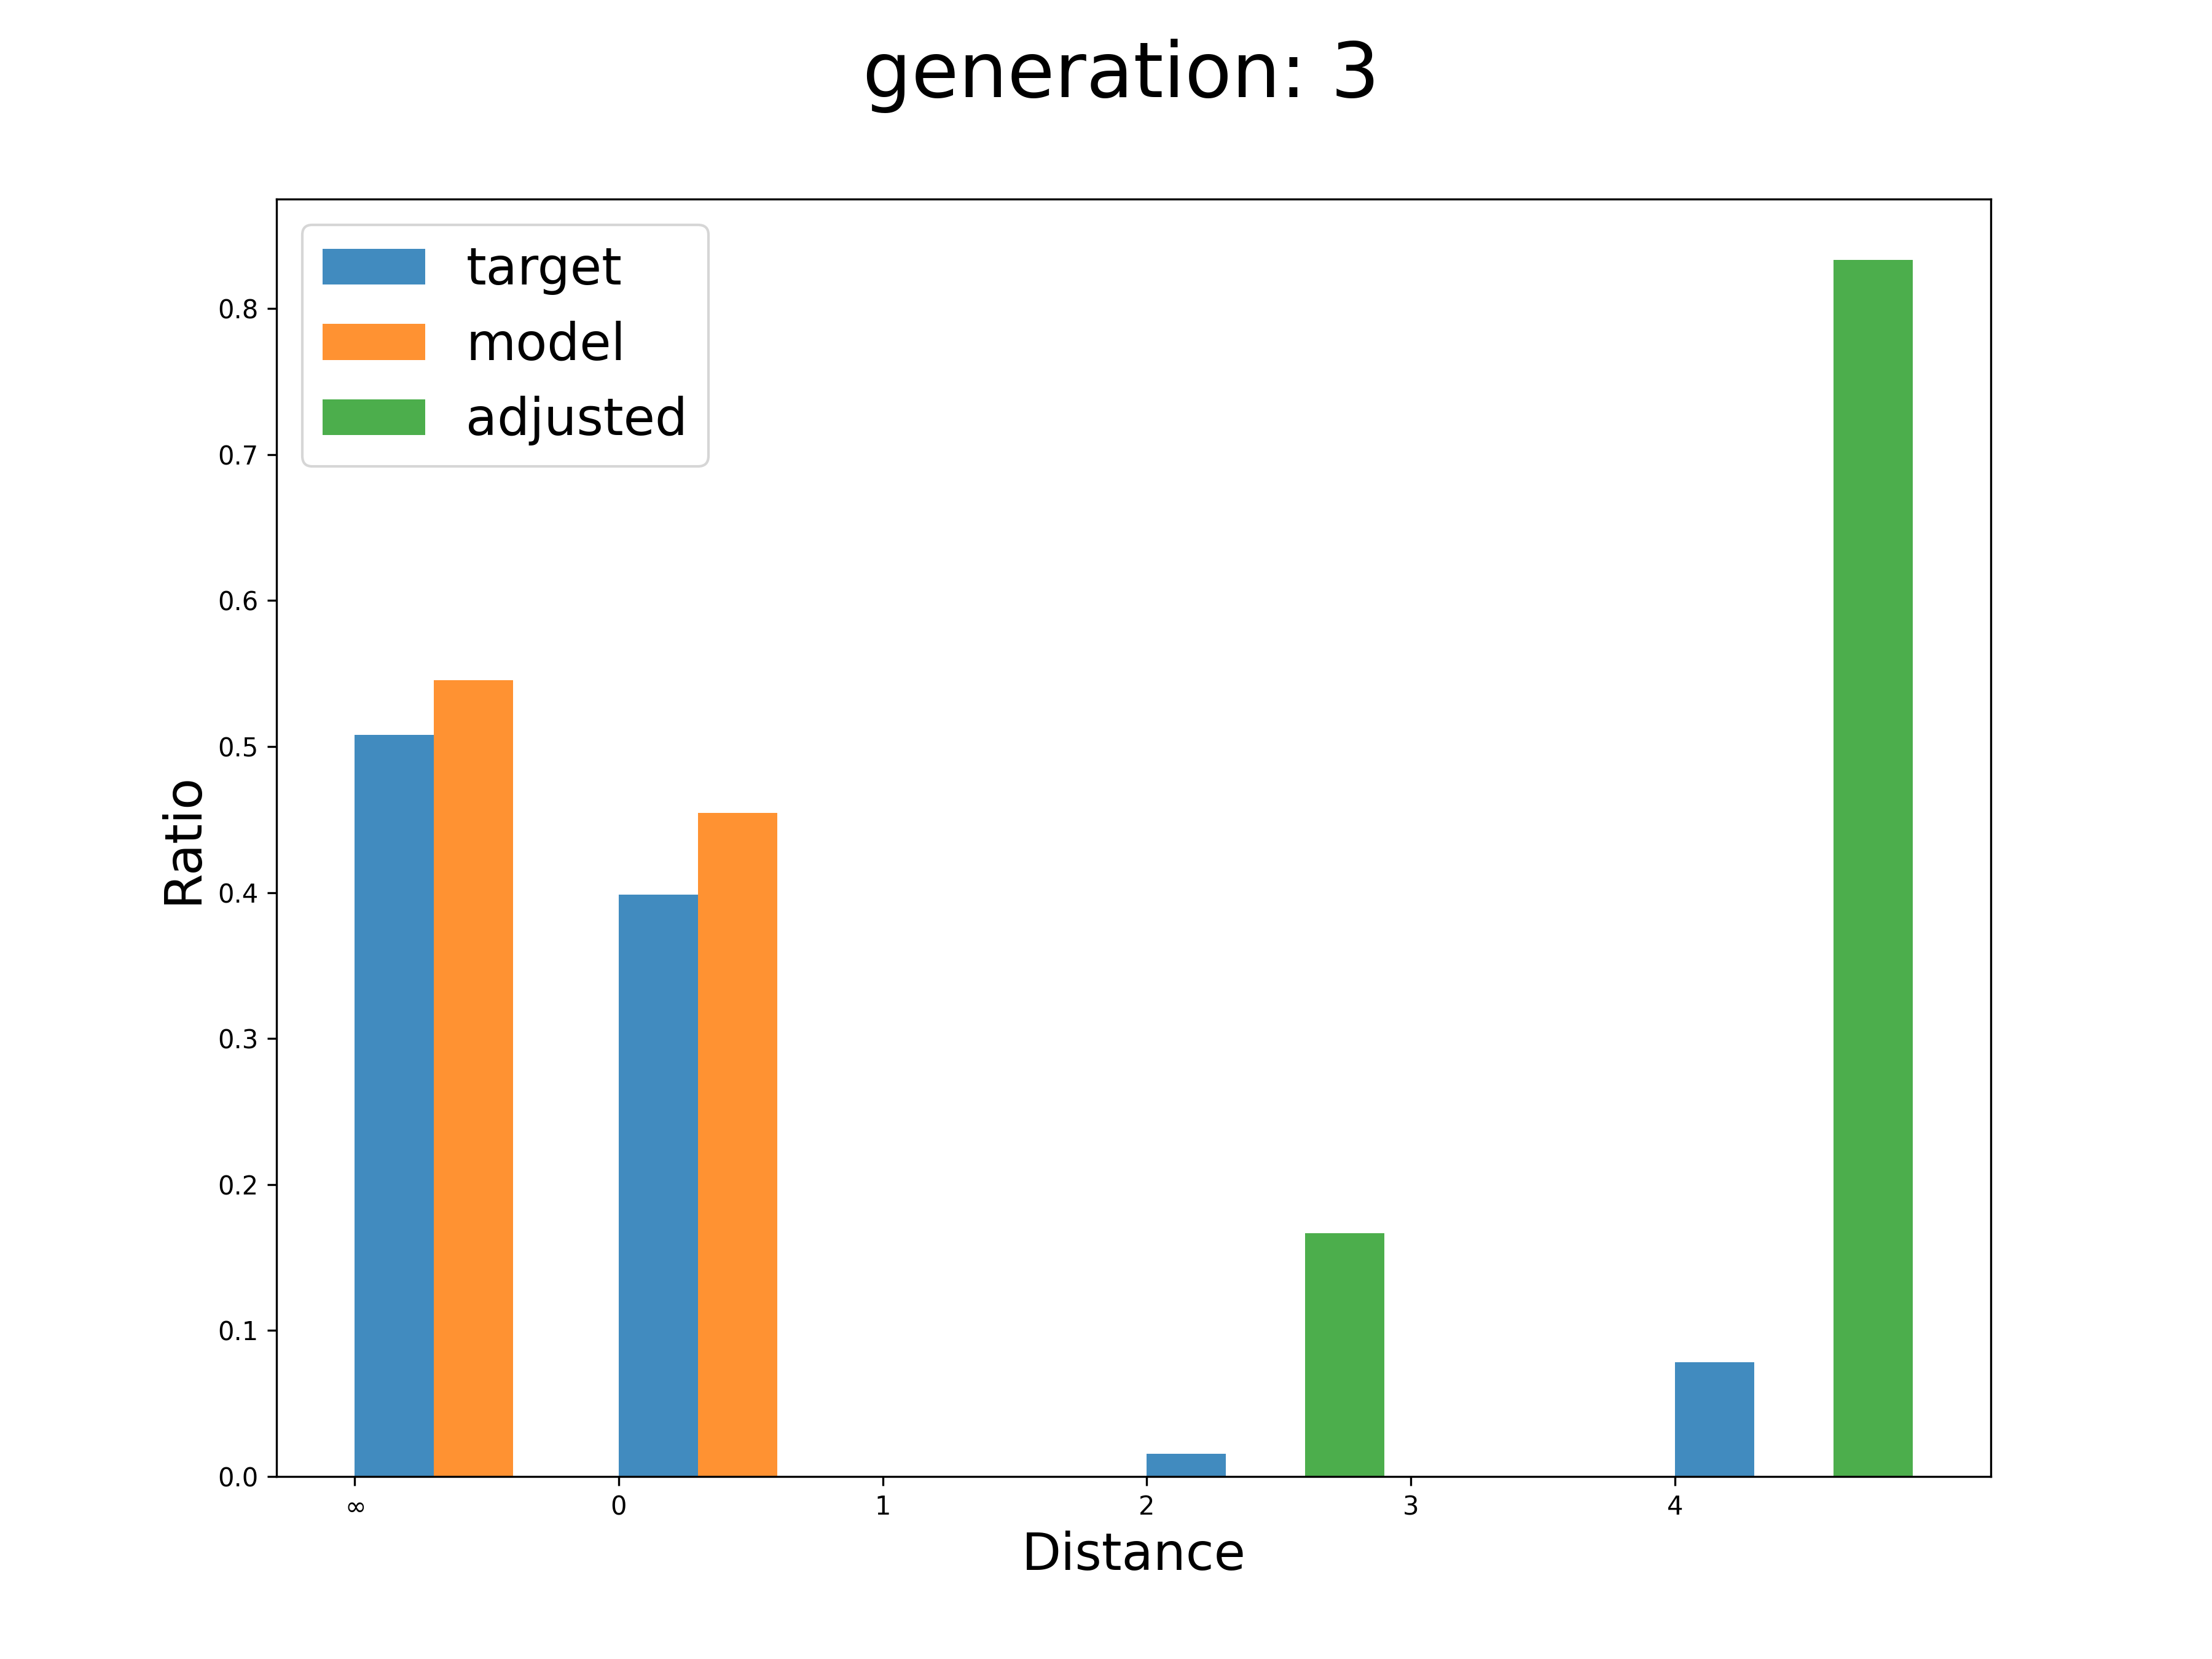 generation: 3
target
model
adjusted
0.8
0.7
0.6
0.5
0.4
0.3
0.2
0.1
0.0
Ratio
∞ 0 1 2 3 4
Distance